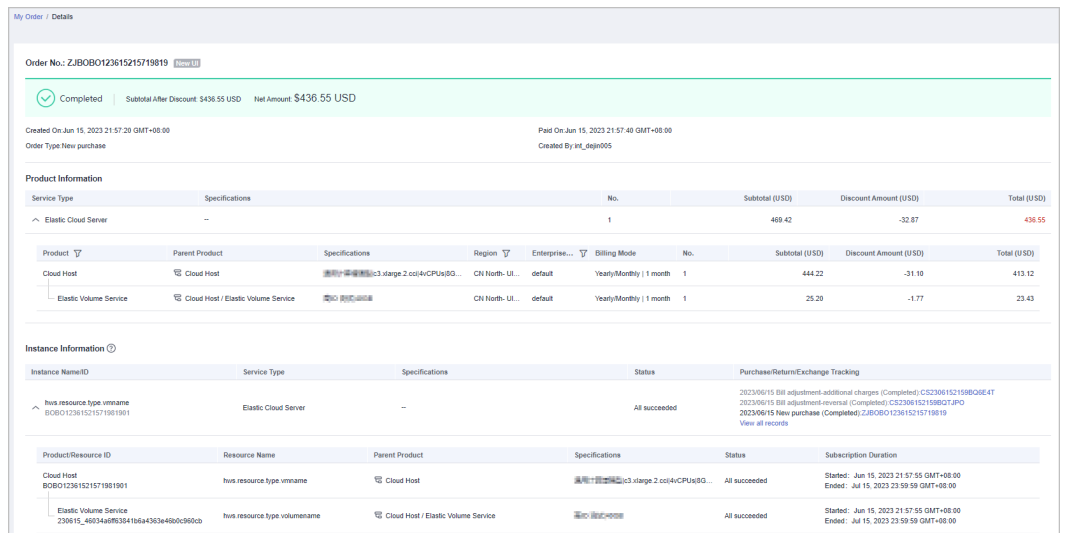 My Order / Details
Order No.: ZJBOBO123615215719819 New UI
Completed Subtotal After Discount: $436.55 USD Net Amount: $436.55 USD
Created On:Jun 15, 2023 21:57:20 GMT+08:00 Paid On:Jun 15, 2023 21:57:40 GMT+08:00
Order Type:New purchase Created By:int_dejin005
Product Information
Service Type Specifications No. Subtotal (USD) Discount Amount (USD) Total (USD)
Elastic Cloud Server -- 1 469.42 -32.87 436.55
Product Parent Product Specifications Region Enterprise... Billing Mode No. Subtotal (USD) Discount Amount (USD) Total (USD)
Cloud Host Cloud Host |c3.xlarge.2.cci|4vCPUs|8G... CN North- Ul... default Yearly/Monthly | 1 month 1 444.22 -31.10 413.12
Elastic Volume Service Cloud Host / Elastic Volume Service CN North- Ul... default Yearly/Monthly | 1 month 1 25.20 -1.77 23.43
Instance Information
Instance Name/ID Service Type Specifications Status Purchase/Return/Exchange Tracking
hws.resource.type.vmname
BOBO12361521571981901
Elastic Cloud Server -- All succeeded
2023/06/15 Bill adjustment-additional charges (Completed):CS2306152159BQ6E4T
2023/06/15 Bill adjustment-reversal (Completed):CS2306152159BQTJPO
2023/06/15 New purchase (Completed):ZJBOBO123615215719819
View all records
Product/Resource ID Resource Name Parent Product Specifications Status Subscription Duration
Cloud Host
BOBO12361521571981901
hws.resource.type.vmname Cloud Host |c3.xlarge.2.cci|4vCPUs|8G... All succeeded
Started: Jun 15, 2023 21:57:55 GMT+08:00
Ended: Jul 15, 2023 23:59:59 GMT+08:00
Elastic Volume Service
230615_46034a6ff63841b6a4363e46b0c960cb
hws.resource.type.volumename Cloud Host / Elastic Volume Service All succeeded
Started: Jun 15, 2023 21:57:55 GMT+08:00
Ended: Jul 15, 2023 23:59:59 GMT+08:00